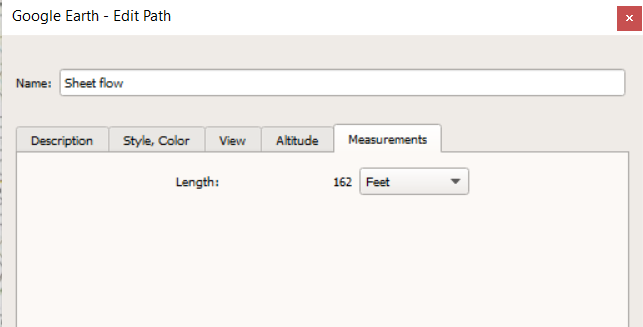 Google Earth - Edit Path
Name: Sheet flow
Description Style, Color View Altitude Measurements
Length: 162 Feet